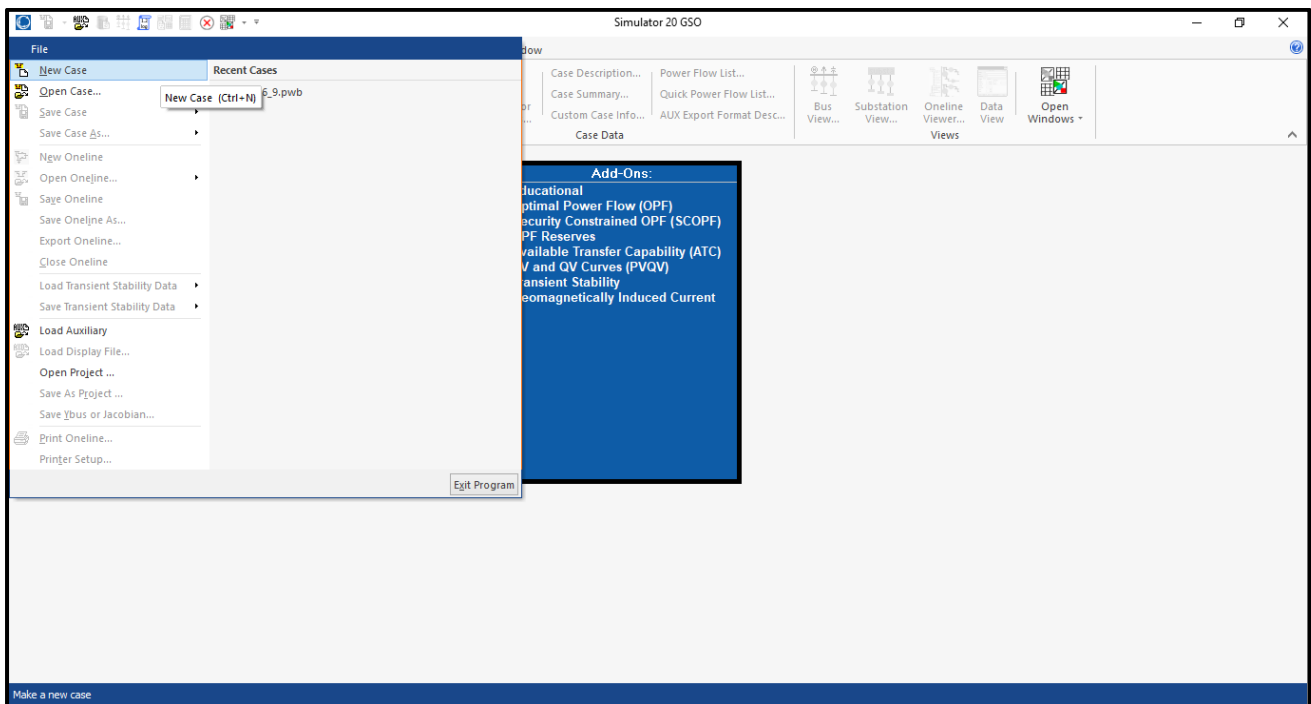 Simulator 20 GSO
File
dow
New Case
Recent Cases
Open Case...
6_9.pwb
New Case (Ctrl+N)
Save Case
Save Case As...
New Oneline
Open Oneline...
Save Oneline
Save Oneline As...
Export Oneline...
Close Oneline
Load Transient Stability Data
Save Transient Stability Data
Load Auxiliary
Load Display File...
Open Project ...
Save As Project ...
Save Ybus or Jacobian...
Print Oneline...
Printer Setup...
Exit Program
Case Description...
Power Flow List...
Case Summary...
Quick Power Flow List...
or
Custom Case Info...
AUX Export Format Desc...
Case Data
Bus
View...
Substation
View...
Oneline
Viewer...
Data
View
Open
Windows
Views
Add-Ons:
ducational
ptimal Power Flow (OPF)
ecurity Constrained OPF (SCOPF)
PF Reserves
vailable Transfer Capability (ATC)
V and QV Curves (PVQV)
ransient Stability
eomagnetically Induced Current
Make a new case